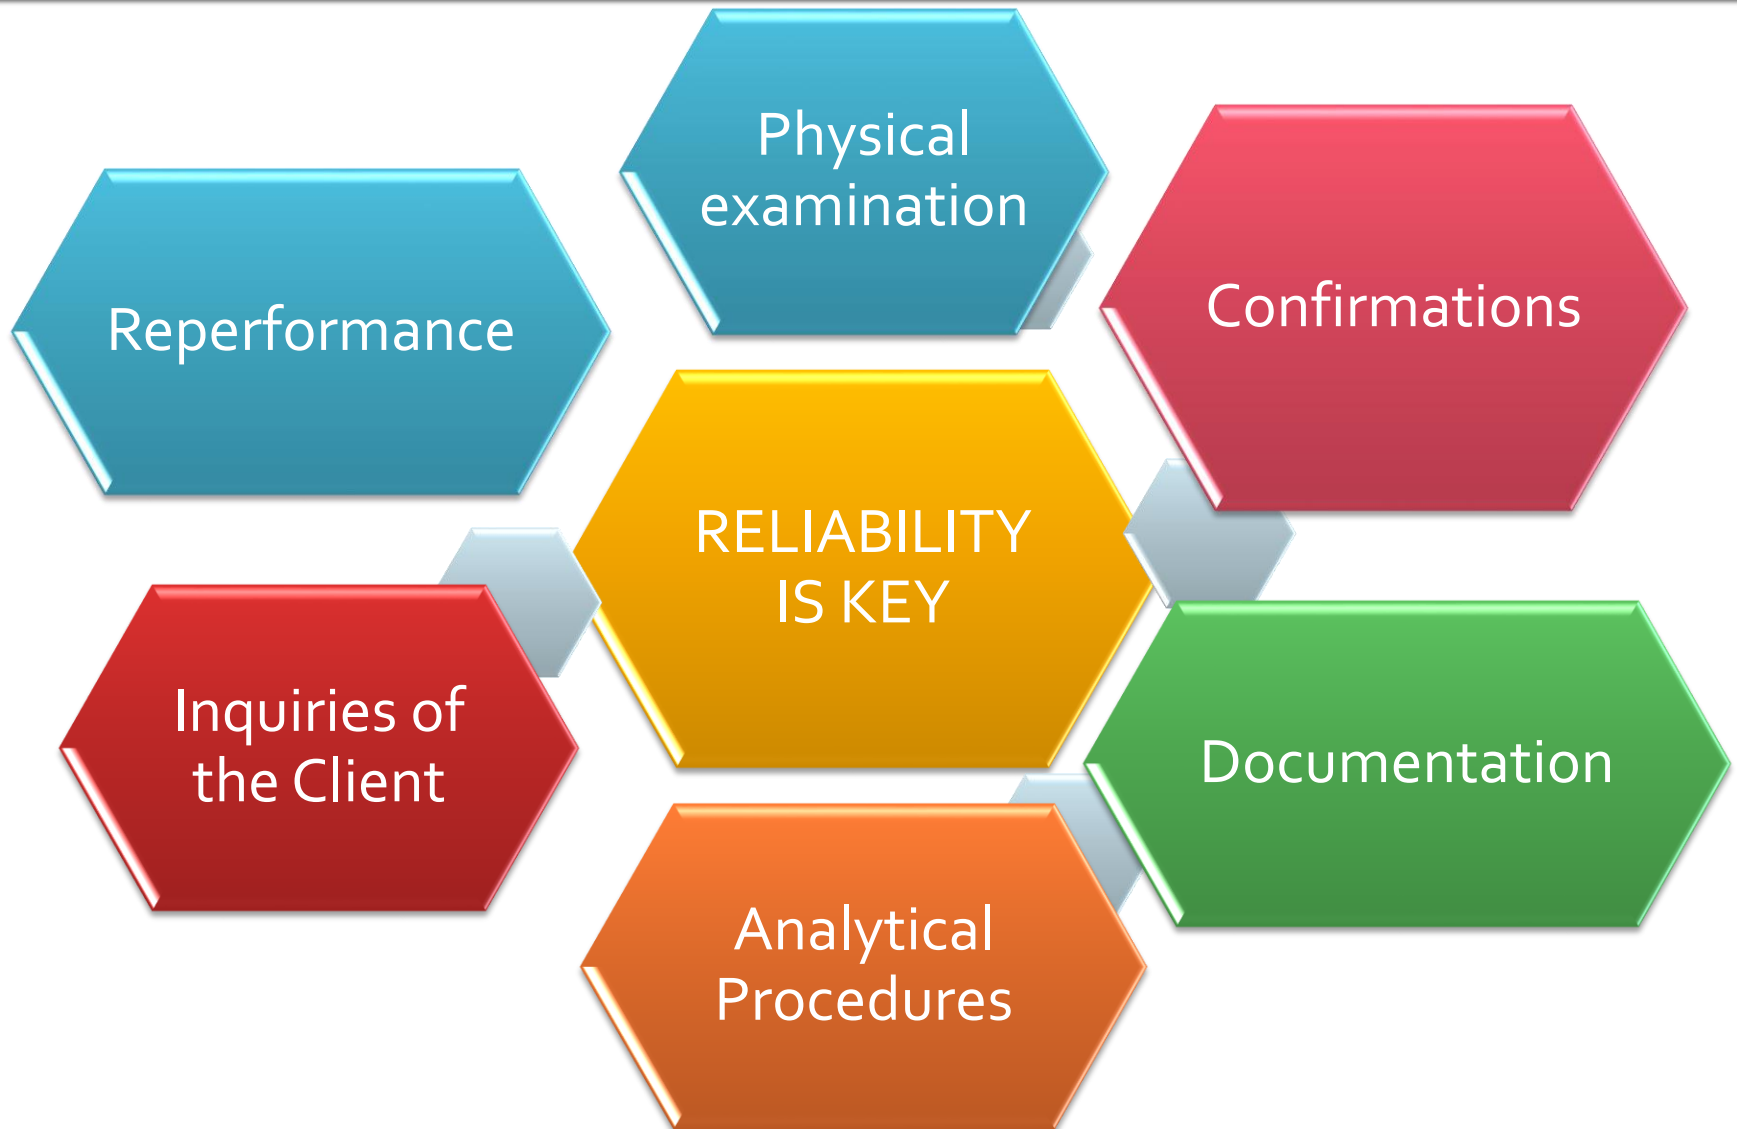 Physical
examination
Confirmations
Reperformance
RELIABILITY
IS KEY
Inquiries of
the Client
Documentation
Analytical
Procedures